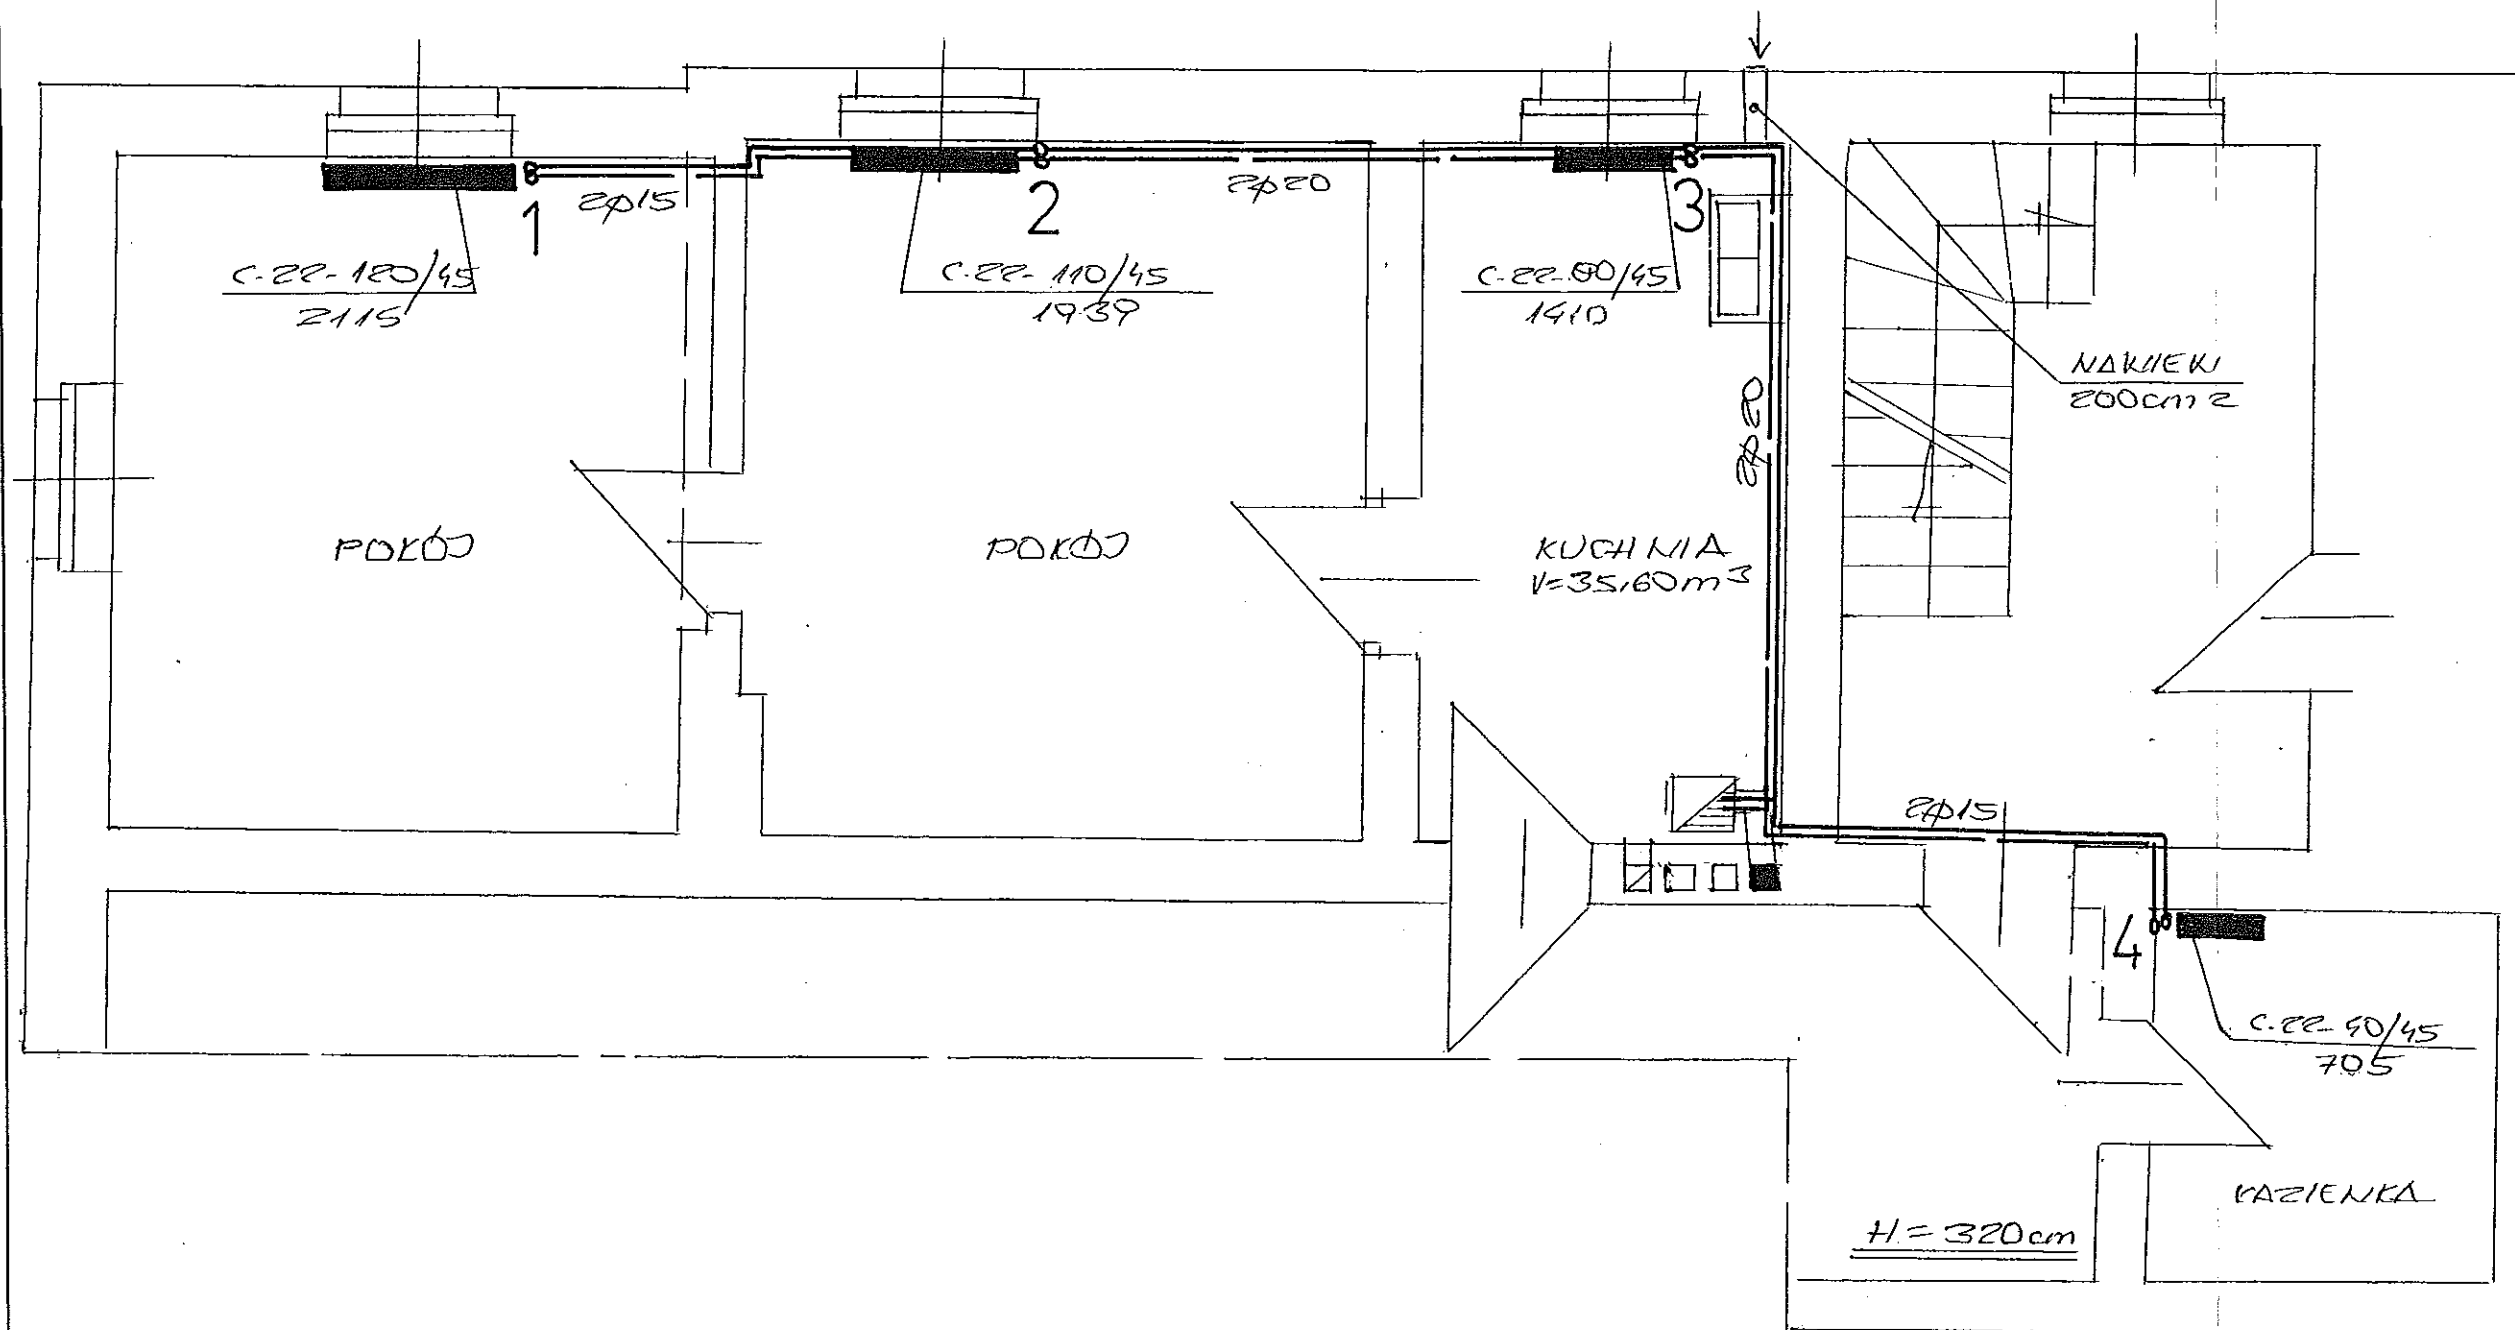 1
2φ15
C-22-120/45
2115
2
C-22-110/45
1939
2φ20
3
C-22-80/45
1410
NAWIEW
200cm2
2φ20
POKÓJ
POKÓJ
KUCHNIA
V=35,60m3
2φ15
4
C-22-40/45
705
ŁAZIENKA
H=320cm